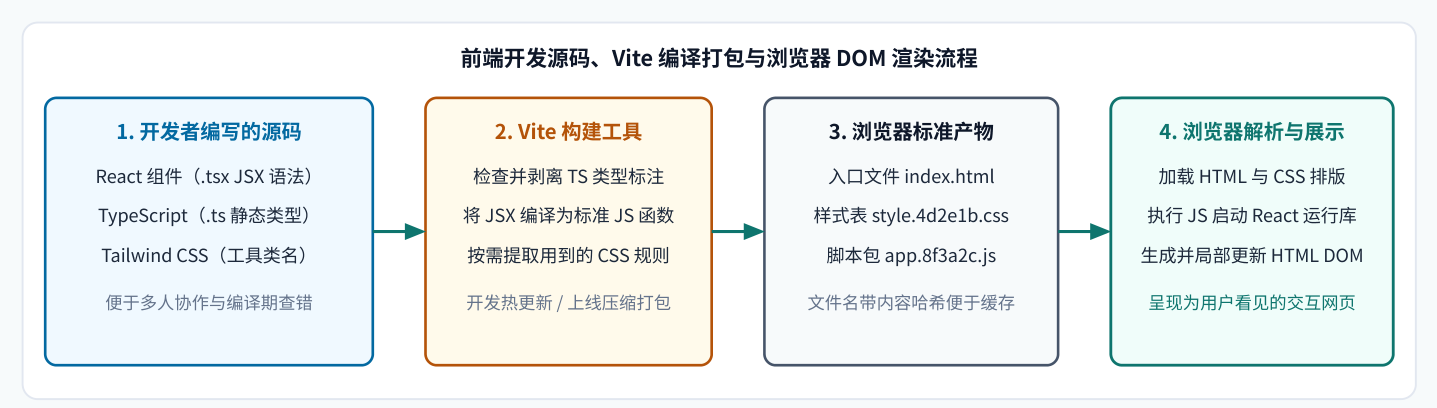 前端开发源码、Vite 编译打包与浏览器 DOM 渲染流程
1. 开发者编写的源码
React 组件（.tsx JSX 语法）
TypeScript（.ts 静态类型）
Tailwind CSS（工具类名）
便于多人协作与编译期查错
2. Vite 构建工具
检查并剥离 TS 类型标注
将 JSX 编译为标准 JS 函数
按需提取用到的 CSS 规则
开发热更新 / 上线压缩打包
3. 浏览器标准产物
入口文件 index.html
样式表 style.4d2e1b.css
脚本包 app.8f3a2c.js
文件名带内容哈希便于缓存
4. 浏览器解析与展示
加载 HTML 与 CSS 排版
执行 JS 启动 React 运行库
生成并局部更新 HTML DOM
呈现为用户看见的交互网页